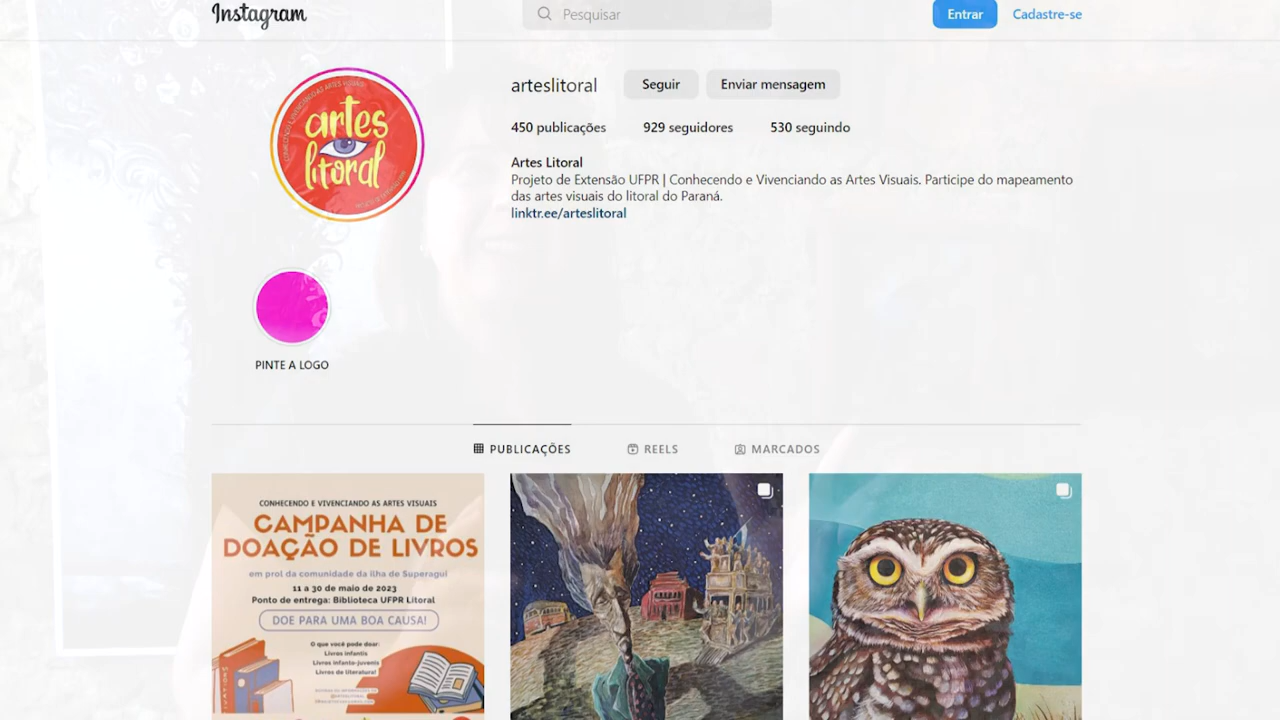 Instagram
Pesquisar
Entrar
Cadastre-se
artes
litoral
arteslitoral
Seguir
Enviar mensagem
450 publicações
929 seguidores
530 seguindo
Artes Litoral
Projeto de Extensão UFPR | Conhecendo e Vivenciando as Artes Visuais. Participe do mapeamento
das artes visuais do litoral do Paraná.
linktr.ee/arteslitoral
PINTE A LOGO
PUBLICAÇÕES
REELS
MARCADOS
CONHECENDO E VIVENCIANDO AS ARTES VISUAIS
CAMPANHA DE
DOAÇÃO DE LIVROS
em prol da comunidade da ilha de Superagui
11 a 30 de maio de 2023
Ponto de entrega: Biblioteca UFPR Litoral
DOE PARA UMA BOA CAUSA!
O que você pode doar:
Livros infantis
Livros infanto-juvenis
Livros de literatura!